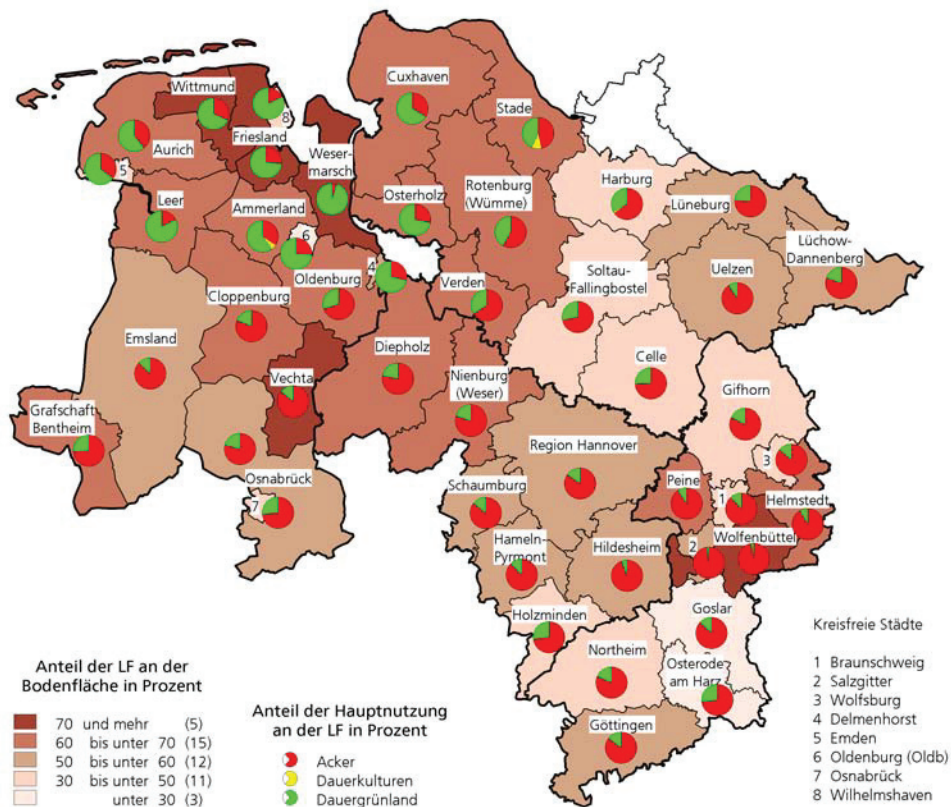 Cuxhaven
Wittmund
Stade
8
Friesland
Aurich
Weser-
marsch
5
Harburg
Rotenburg
(Wümme)
Osterholz
Leer
Ammerland
Lüneburg
6
Lüchow-
Dannenberg
4
Soltau-
Fallingbostel
Uelzen
Oldenburg
Verden
Cloppenburg
Emsland
Diepholz
Celle
Vechta
Nienburg
(Weser)
Gifhorn
Grafschaft
Bentheim
Region Hannover
3
Osnabrück
Peine
Schaumburg
1
Helmstedt
7
Wolfenbüttel
Hameln-
Pyrmont
Hildesheim
2
Holzminden
Goslar
Northeim
Osterode
am Harz
Göttingen
Kreisfreie Städte
1 Braunschweig
2 Salzgitter
3 Wolfsburg
4 Delmenhorst
5 Emden
6 Oldenburg (Oldb)
7 Osnabrück
8 Wilhelmshaven
Anteil der LF an der
Bodenfläche in Prozent
70 und mehr (5)
60 bis unter 70 (15)
50 bis unter 60 (12)
30 bis unter 50 (11)
unter 30 (3)
Anteil der Hauptnutzung
an der LF in Prozent
Acker
Dauerkulturen
Dauergrünland